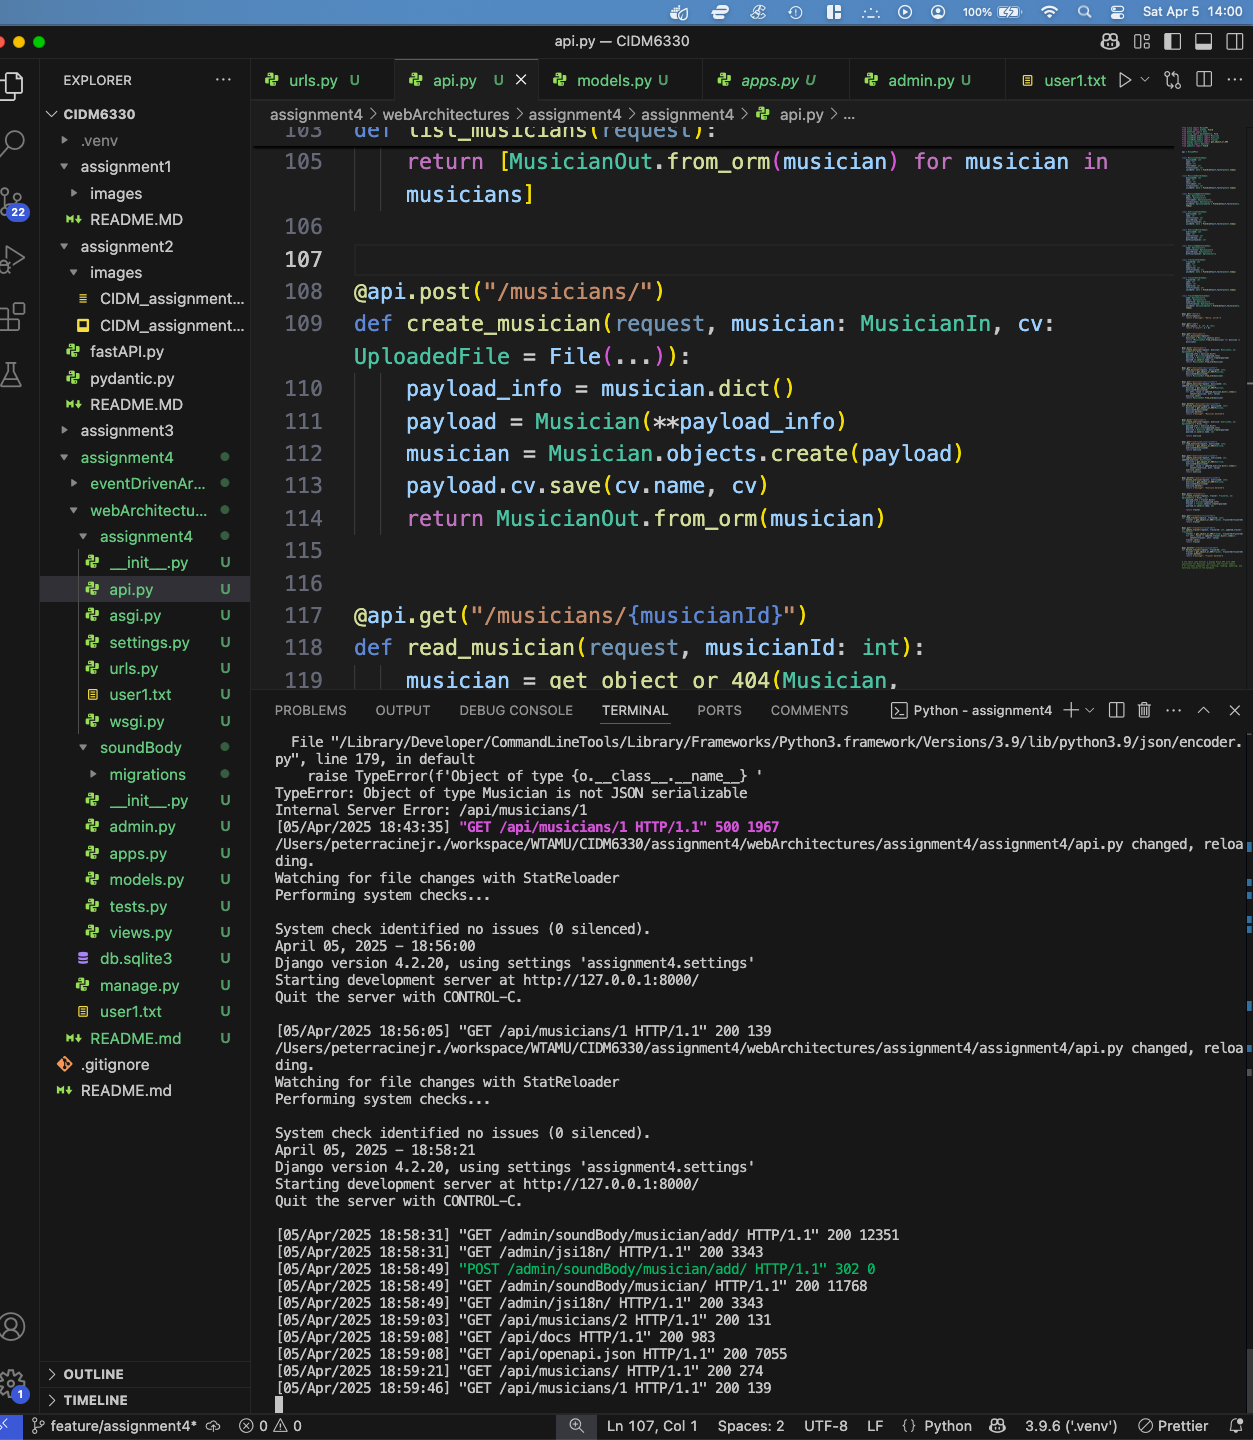 100%
Sat Apr 5 14:00
api.py — CIDM6330
EXPLORER
CIDM6330
.venv
assignment1
images
README.MD
assignment2
images
CIDM_assignment...
CIDM_assignment...
fastAPI.py
pydantic.py
README.MD
assignment3
assignment4
eventDrivenAr...
webArchitectu...
assignment4
__init__.py U
api.py U
asgi.py U
settings.py U
urls.py U
user1.txt U
wsgi.py U
soundBody
migrations
__init__.py U
admin.py U
apps.py U
models.py U
tests.py U
views.py U
db.sqlite3
manage.py U
user1.txt U
README.md U
.gitignore
README.md
OUTLINE
TIMELINE
22
1
urls.py U
api.py U
models.py U
apps.py U
admin.py U
user1.txt
assignment4 > webArchitectures > assignment4 > assignment4 > api.py > ...
103 def list_musicians(request):
105 return [MusicianOut.from_orm(musician) for musician in
musicians]
106
107
108 @api.post("/musicians/")
109 def create_musician(request, musician: MusicianIn, cv:
UploadedFile = File(...)):
110 payload_info = musician.dict()
111 payload = Musician(**payload_info)
112 musician = Musician.objects.create(payload)
113 payload.cv.save(cv.name, cv)
114 return MusicianOut.from_orm(musician)
115
116
117 @api.get("/musicians/{musicianId}")
118 def read_musician(request, musicianId: int):
119 musician = get_object_or_404(Musician,
PROBLEMS OUTPUT DEBUG CONSOLE TERMINAL PORTS COMMENTS
Python - assignment4
File "/Library/Developer/CommandLineTools/Library/Frameworks/Python3.framework/Versions/3.9/lib/python3.9/json/encoder.
py", line 179, in default
raise TypeError(f'Object of type {o.__class__.__name__} '
TypeError: Object of type Musician is not JSON serializable
Internal Server Error: /api/musicians/1
[05/Apr/2025 18:43:35] "GET /api/musicians/1 HTTP/1.1" 500 1967
/Users/peterracinejr./workspace/WTAMU/CIDM6330/assignment4/webArchitectures/assignment4/assignment4/api.py changed, reloa
ding.
Watching for file changes with StatReloader
Performing system checks...
System check identified no issues (0 silenced).
April 05, 2025 - 18:56:00
Django version 4.2.20, using settings 'assignment4.settings'
Starting development server at http://127.0.0.1:8000/
Quit the server with CONTROL-C.
[05/Apr/2025 18:56:05] "GET /api/musicians/1 HTTP/1.1" 200 139
/Users/peterracinejr./workspace/WTAMU/CIDM6330/assignment4/webArchitectures/assignment4/assignment4/api.py changed, reloa
ding.
Watching for file changes with StatReloader
Performing system checks...
System check identified no issues (0 silenced).
April 05, 2025 - 18:58:21
Django version 4.2.20, using settings 'assignment4.settings'
Starting development server at http://127.0.0.1:8000/
Quit the server with CONTROL-C.
[05/Apr/2025 18:58:31] "GET /admin/soundBody/musician/add/ HTTP/1.1" 200 12351
[05/Apr/2025 18:58:31] "GET /admin/jsi18n/ HTTP/1.1" 200 3343
[05/Apr/2025 18:58:49] "POST /admin/soundBody/musician/add/ HTTP/1.1" 302 0
[05/Apr/2025 18:58:49] "GET /admin/soundBody/musician/ HTTP/1.1" 200 11768
[05/Apr/2025 18:58:49] "GET /admin/jsi18n/ HTTP/1.1" 200 3343
[05/Apr/2025 18:59:03] "GET /api/musicians/2 HTTP/1.1" 200 131
[05/Apr/2025 18:59:08] "GET /api/docs HTTP/1.1" 200 983
[05/Apr/2025 18:59:08] "GET /api/openapi.json HTTP/1.1" 200 7055
[05/Apr/2025 18:59:21] "GET /api/musicians/ HTTP/1.1" 200 274
[05/Apr/2025 18:59:46] "GET /api/musicians/1 HTTP/1.1" 200 139
feature/assignment4* 0 0 Ln 107, Col 1 Spaces: 2 UTF-8 LF {} Python 3.9.6 ('.venv') Prettier